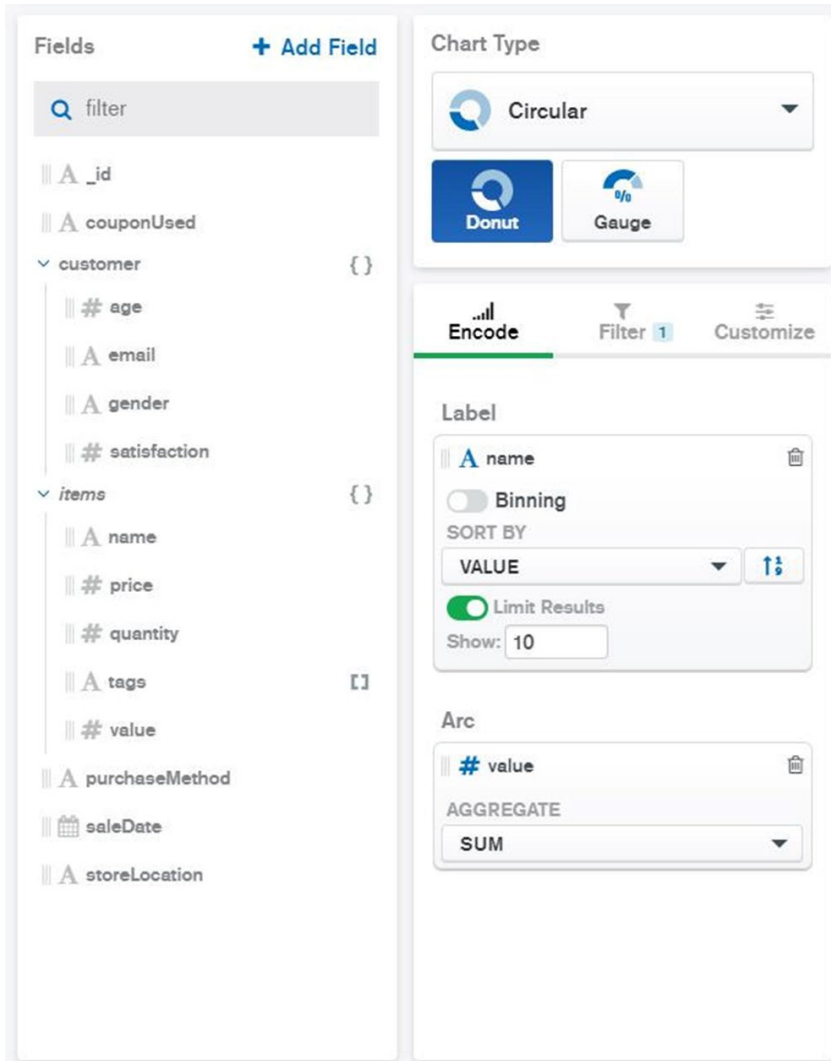 Fields + Add Field
filter
A _id
A couponUsed
customer { }
# age
A email
A gender
# satisfaction
items { }
A name
# price
# quantity
A tags [ ]
# value
A purchaseMethod
saleDate
A storeLocation
Chart Type
Circular
Donut
%
Gauge
Encode
Filter 1
Customize
Label
A name
Binning
SORT BY
VALUE
Limit Results
Show: 10
Arc
# value
AGGREGATE
SUM